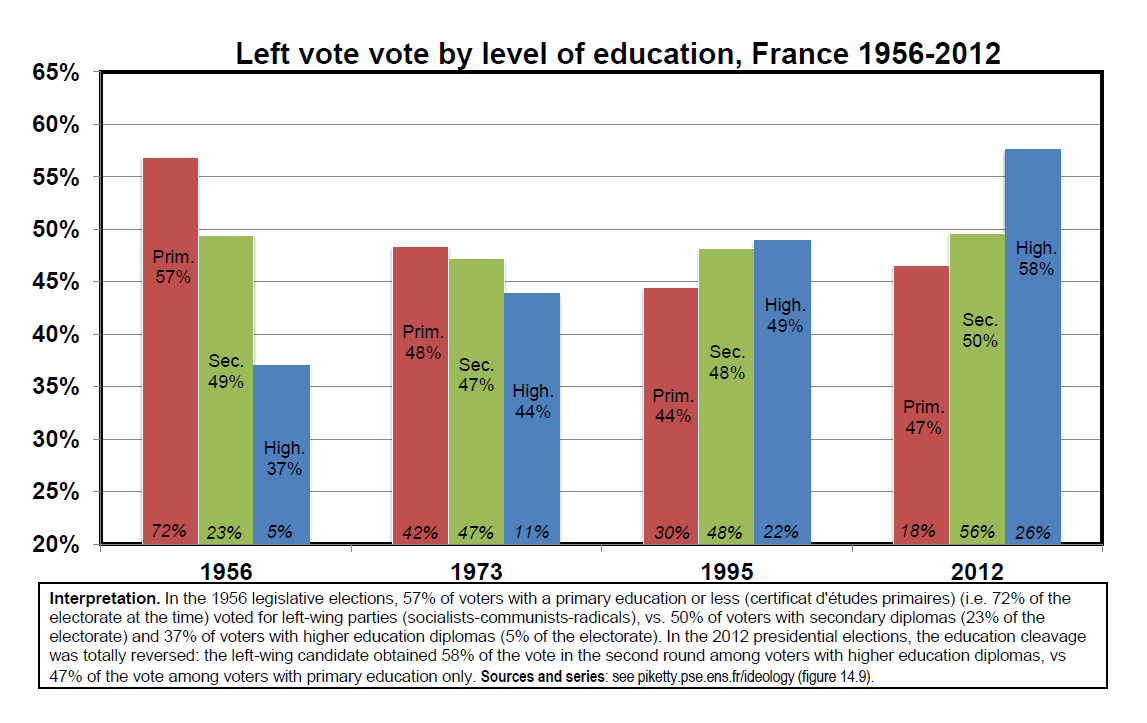 Left vote vote by level of education, France 1956-2012
65%
60%
55%
50%
45%
40%
35%
30%
25%
20%
Prim.
57%
Sec.
49%
High.
37%
72%
23%
5%
Prim.
48%
Sec.
47%
High.
44%
42%
47%
11%
Prim.
44%
Sec.
48%
High.
49%
30%
48%
22%
Prim.
47%
Sec.
50%
High.
58%
18%
56%
26%
1956
1973
1995
2012
Interpretation. In the 1956 legislative elections, 57% of voters with a primary education or less (certificat d'études primaires) (i.e. 72% of the
electorate at the time) voted for left-wing parties (socialists-communists-radicals), vs. 50% of voters with secondary diplomas (23% of the
electorate) and 37% of voters with higher education diplomas (5% of the electorate). In the 2012 presidential elections, the education cleavage
was totally reversed: the left-wing candidate obtained 58% of the vote in the second round among voters with higher education diplomas, vs
47% of the vote among voters with primary education only. Sources and series: see piketty.pse.ens.fr/ideology (figure 14.9).